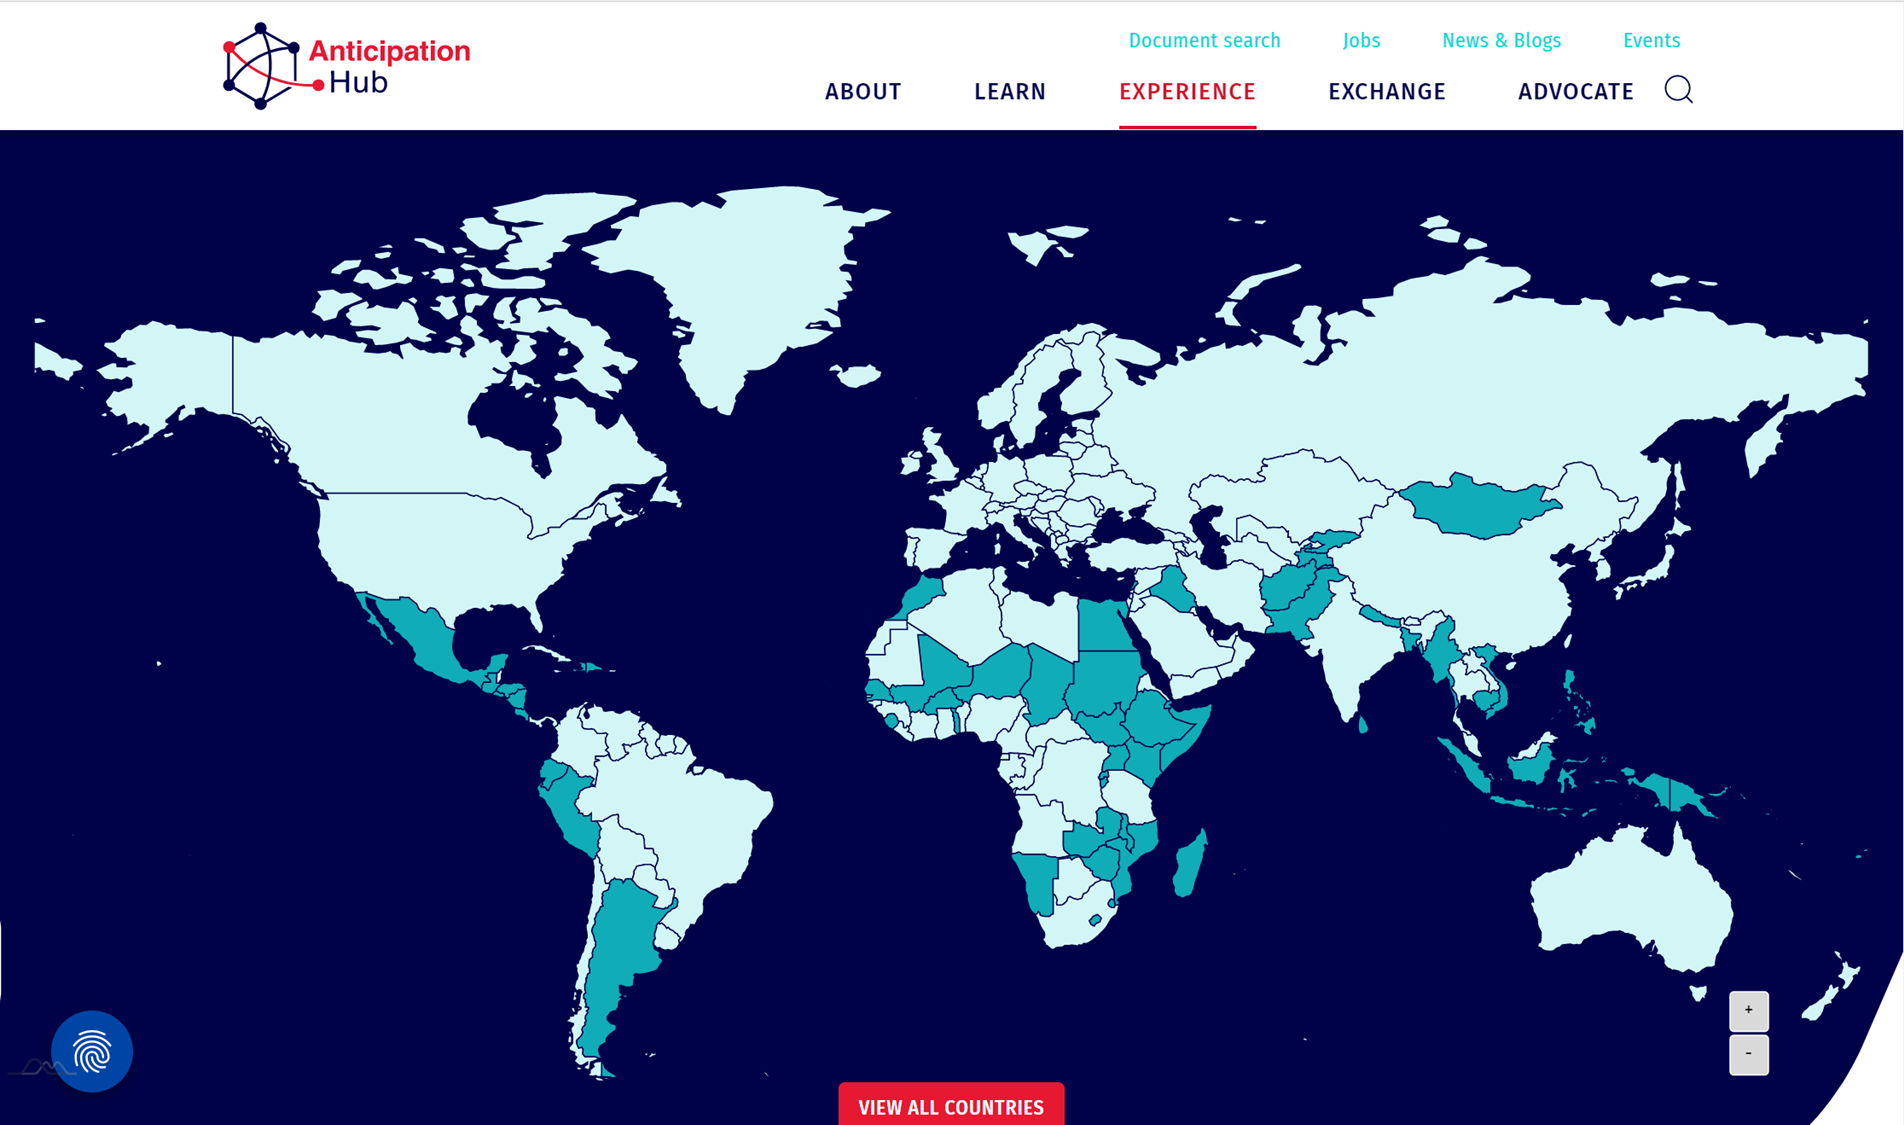 Anticipation
Hub
Document search
Jobs
News & Blogs
Events
ABOUT
LEARN
EXPERIENCE
EXCHANGE
ADVOCATE
+
-
VIEW ALL COUNTRIES